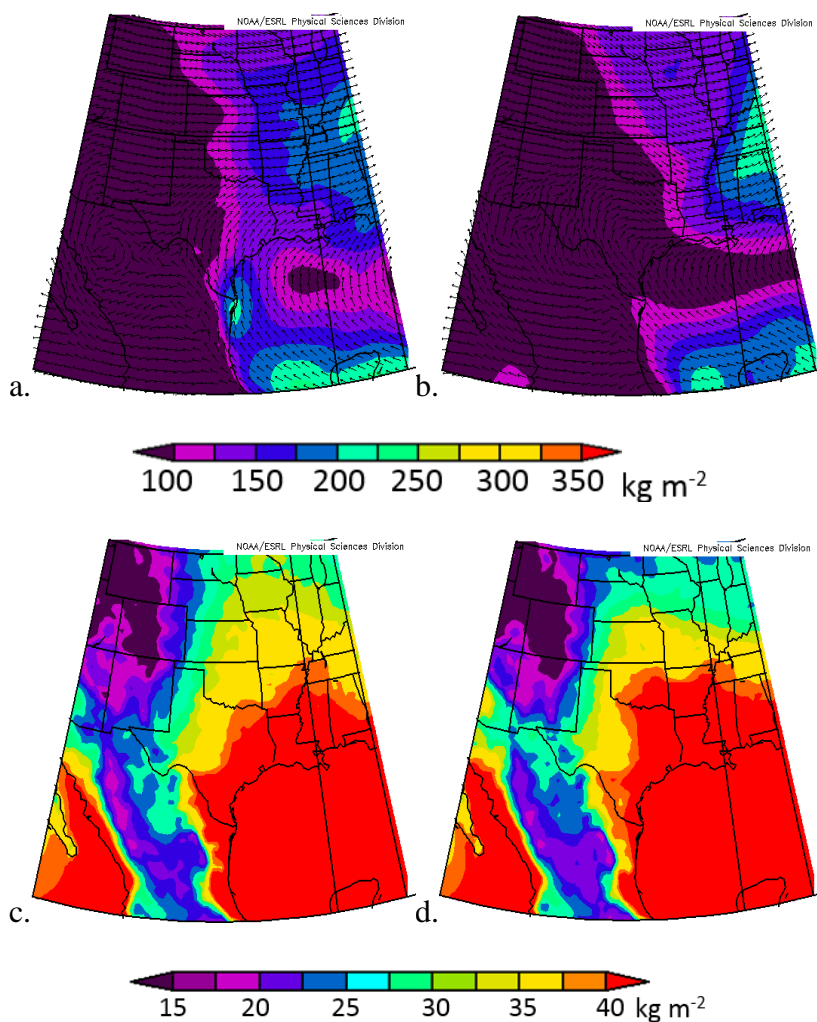 NOAA/ESRL Physical Sciences Division
NOAA/ESRL Physical Sciences Division
a.
b.
100 150 200 250 300 350 kg m-2
NOAA/ESRL Physical Sciences Division
NOAA/ESRL Physical Sciences Division
c.
d.
15 20 25 30 35 40 kg m-2